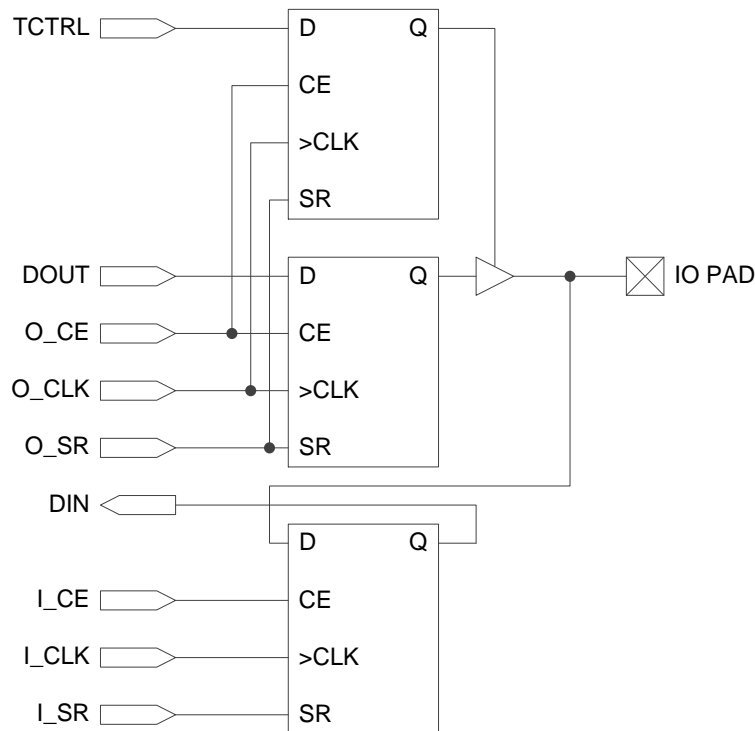 TCTRL D Q
CE
>CLK
SR
DOUT D Q IO PAD
O_CE CE
O_CLK >CLK
O_SR SR
DIN
D Q
I_CE CE
I_CLK >CLK
I_SR SR